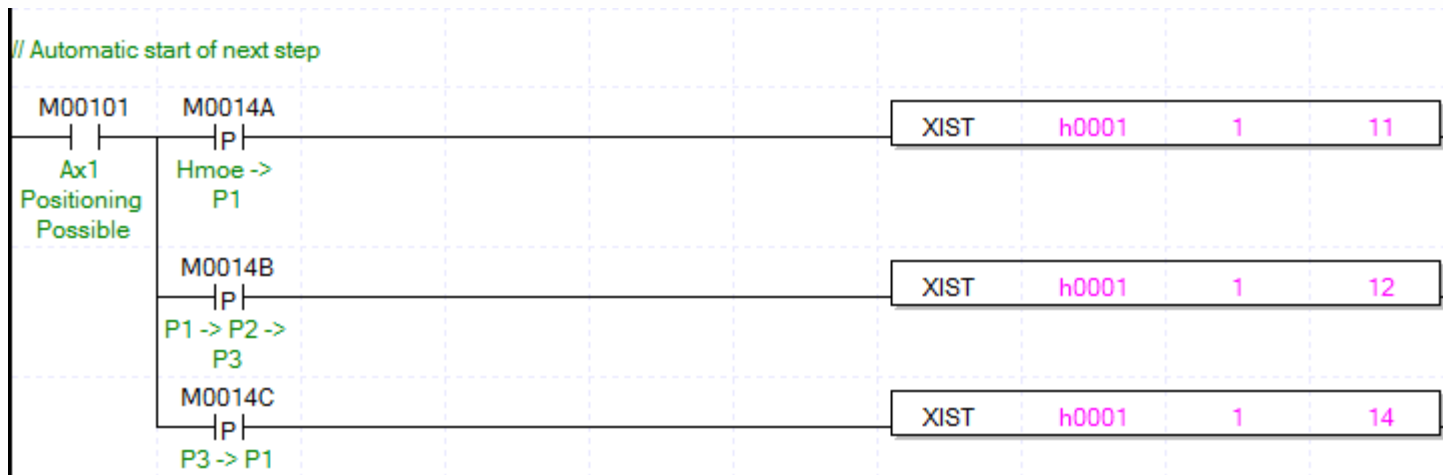 // Automatic start of next step
M00101 M0014A
P
XIST h0001 1 11
Ax1
Positioning
Possible
Hmoe ->
P1
M0014B
P
XIST h0001 1 12
P1 -> P2 ->
P3
M0014C
P
XIST h0001 1 14
P3 -> P1